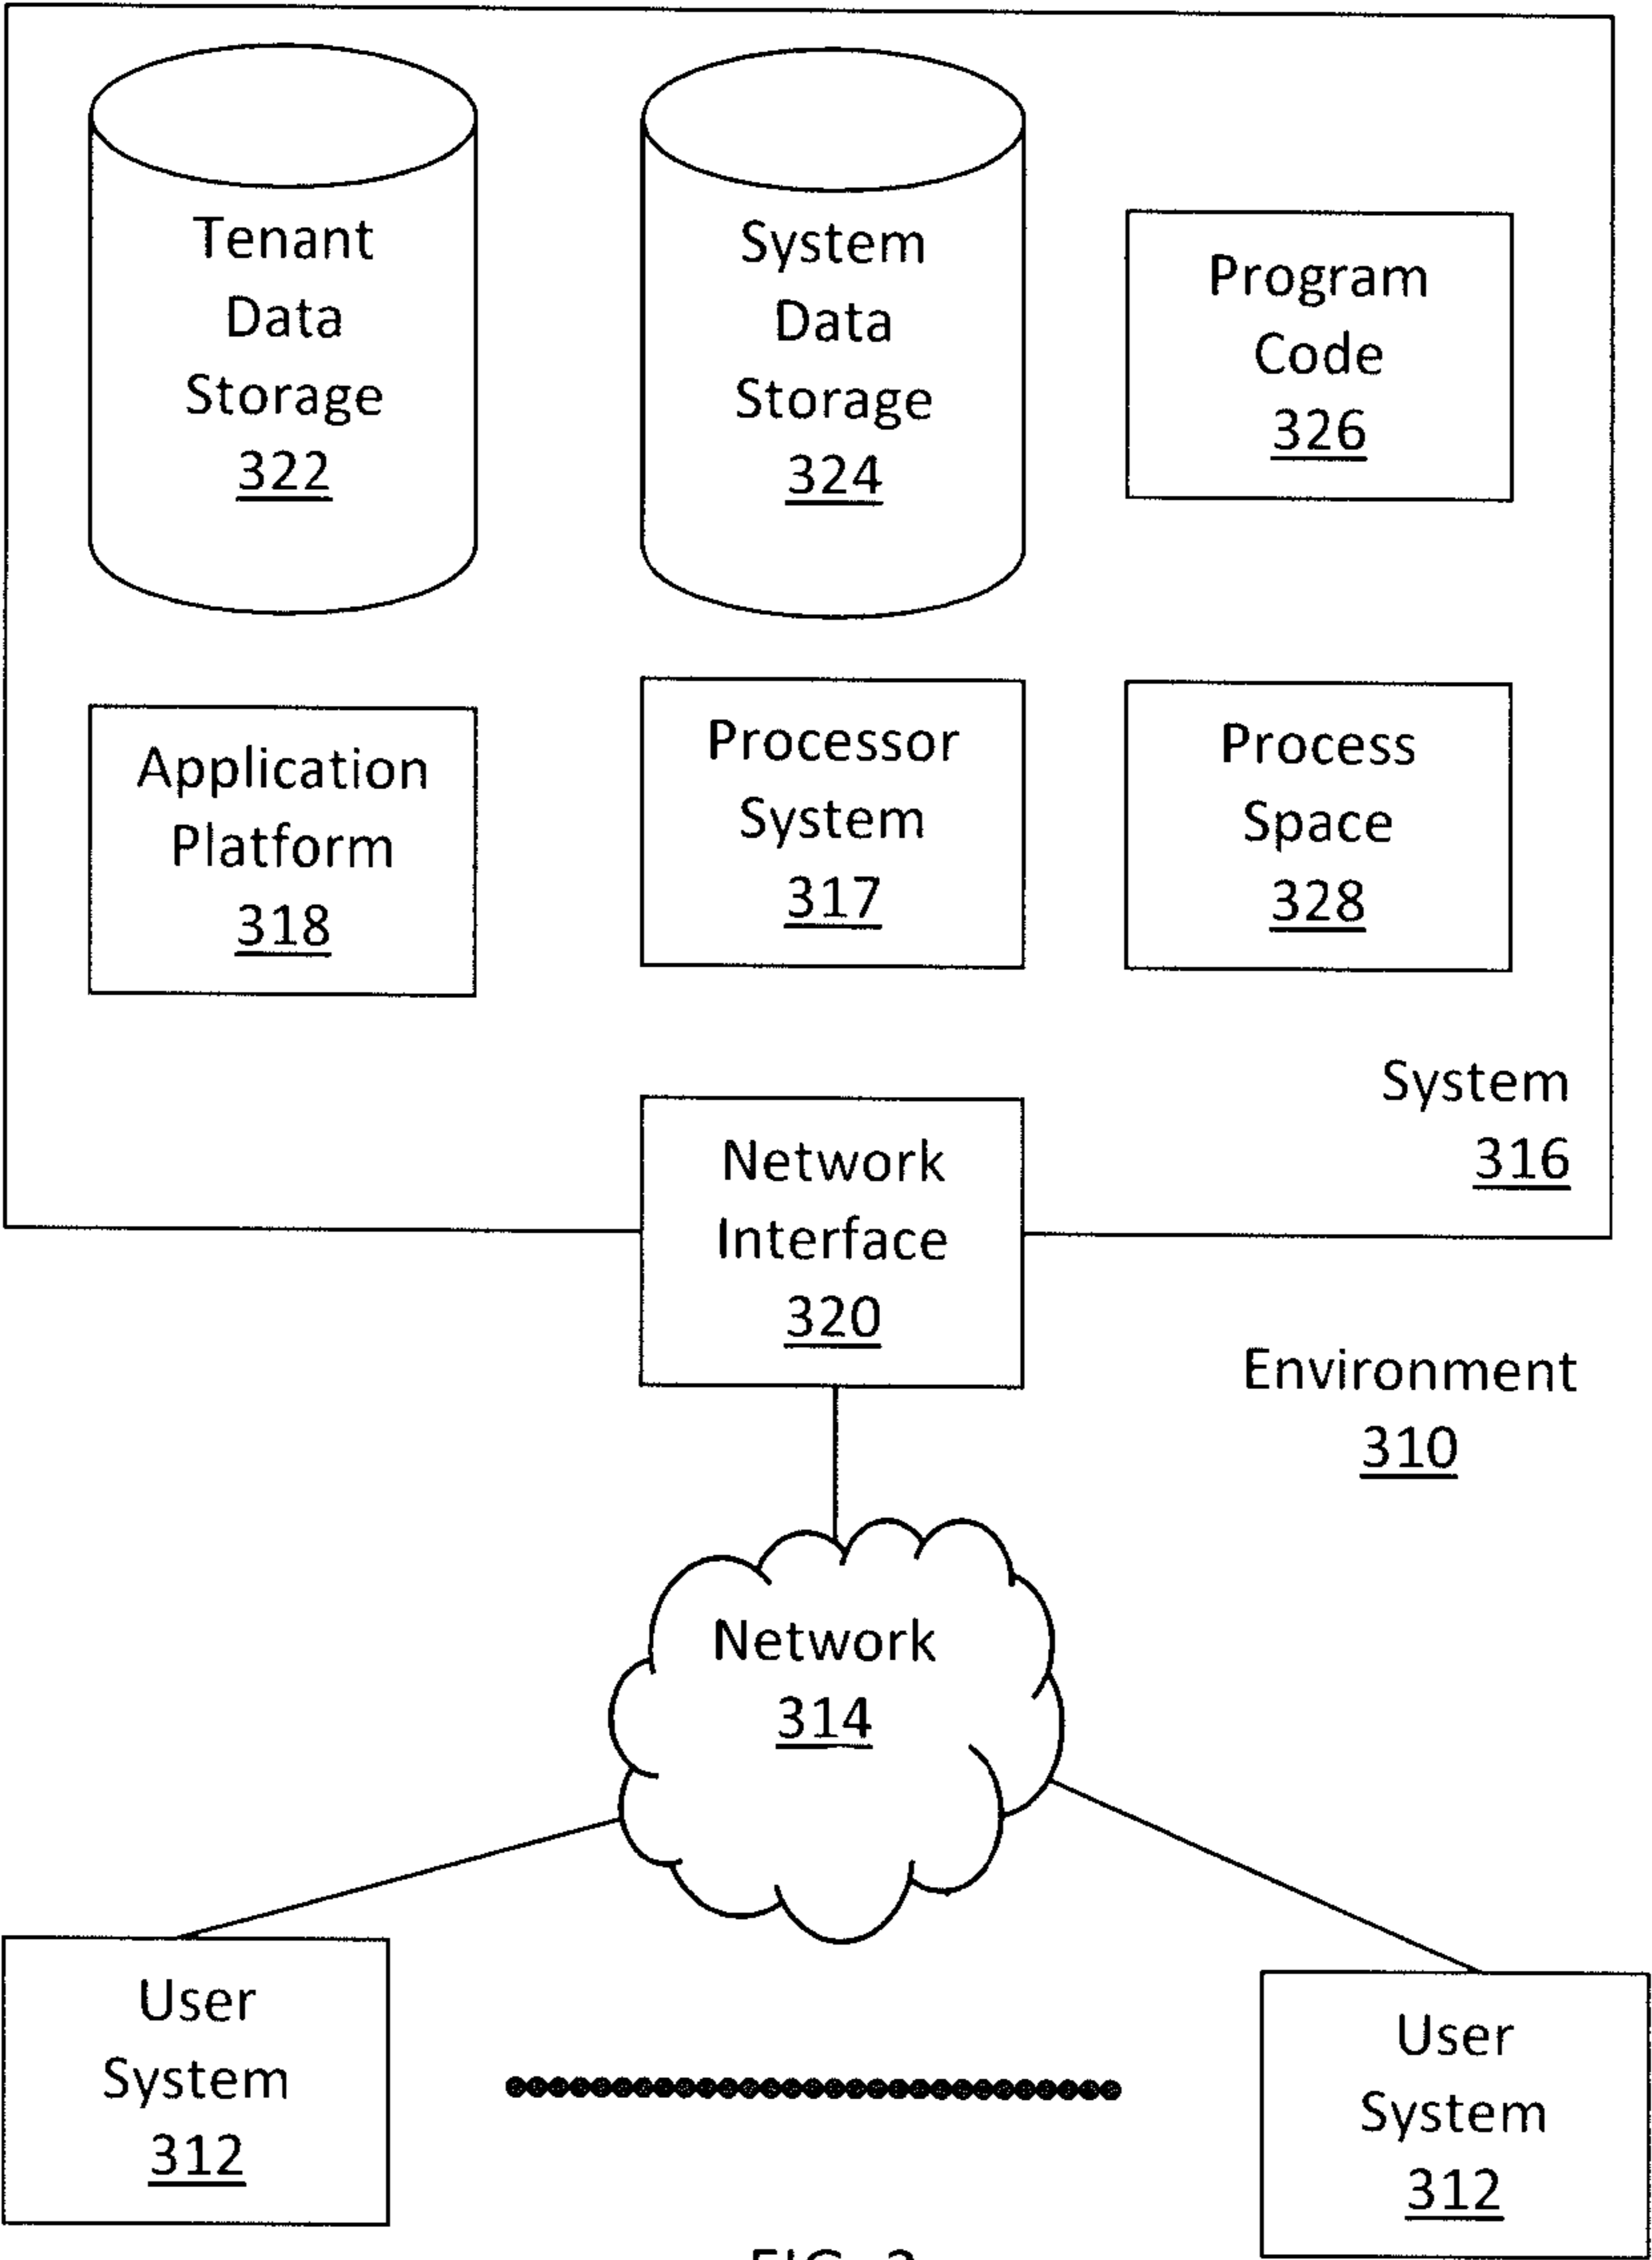 Tenant
Data
Storage
322
System
Data
Storage
324
Program
Code
326
Application
Platform
318
Processor
System
317
Process
Space
328
System
316
Network
Interface
320
Environment
310
Network
314
User
System
312
User
System
312